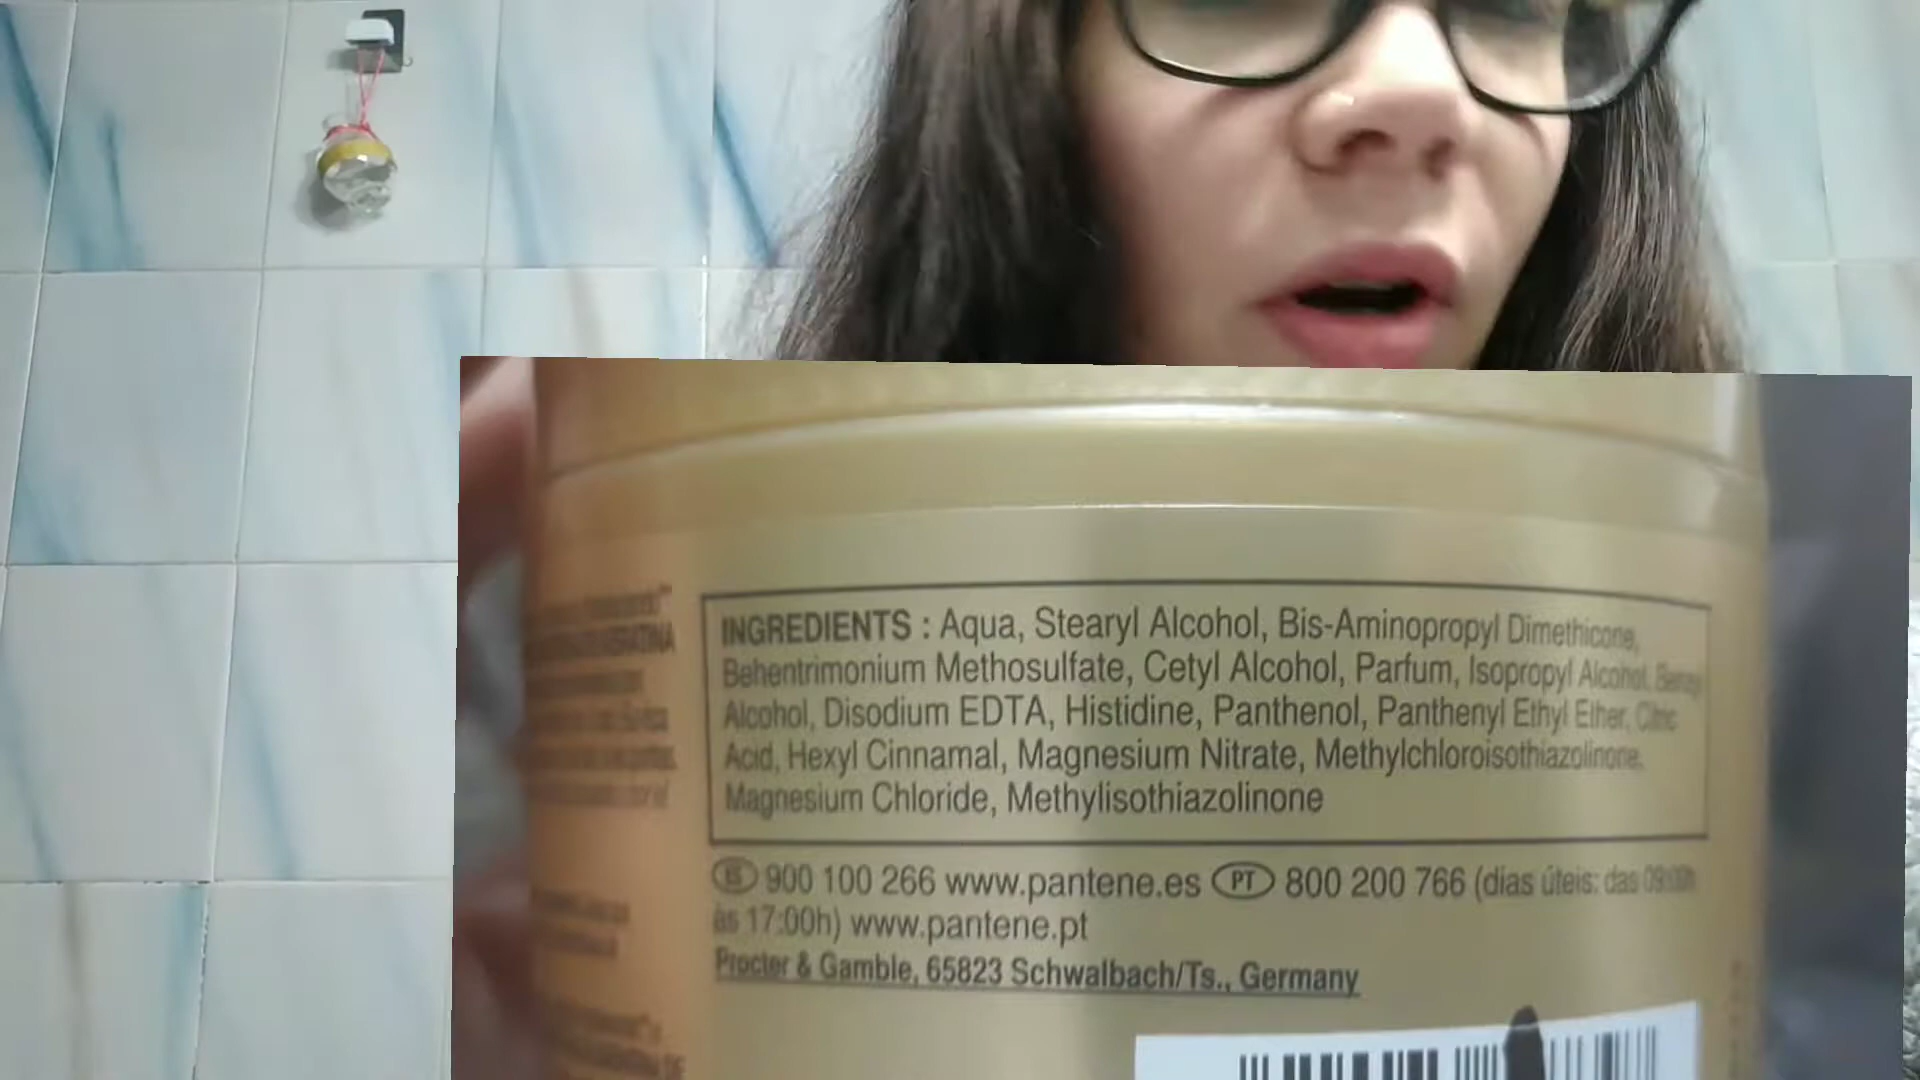 INGREDIENTS : Aqua, Stearyl Alcohol, Bis-Aminopropyl Dimethicone,
Behentrimonium Methosulfate, Cetyl Alcohol, Parfum, Isopropyl Alcohol, Benzyl
Alcohol, Disodium EDTA, Histidine, Panthenol, Panthenyl Ethyl Ether, Citric
Acid, Hexyl Cinnamal, Magnesium Nitrate, Methylchloroisothiazolinone,
Magnesium Chloride, Methylisothiazolinone
ES 900 100 266 www.pantene.es PT 800 200 766 (dias úteis: das 09:00h
às 17:00h) www.pantene.pt
Procter & Gamble, 65823 Schwalbach/Ts., Germany